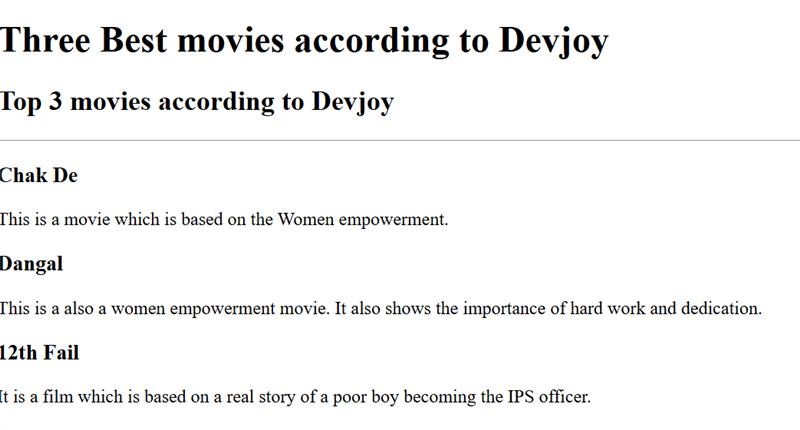 Three Best movies according to Devjoy
Top 3 movies according to Devjoy
Chak De
This is a movie which is based on the Women empowerment.
Dangal
This is a also a women empowerment movie. It also shows the importance of hard work and dedication.
12th Fail
It is a film which is based on a real story of a poor boy becoming the IPS officer.